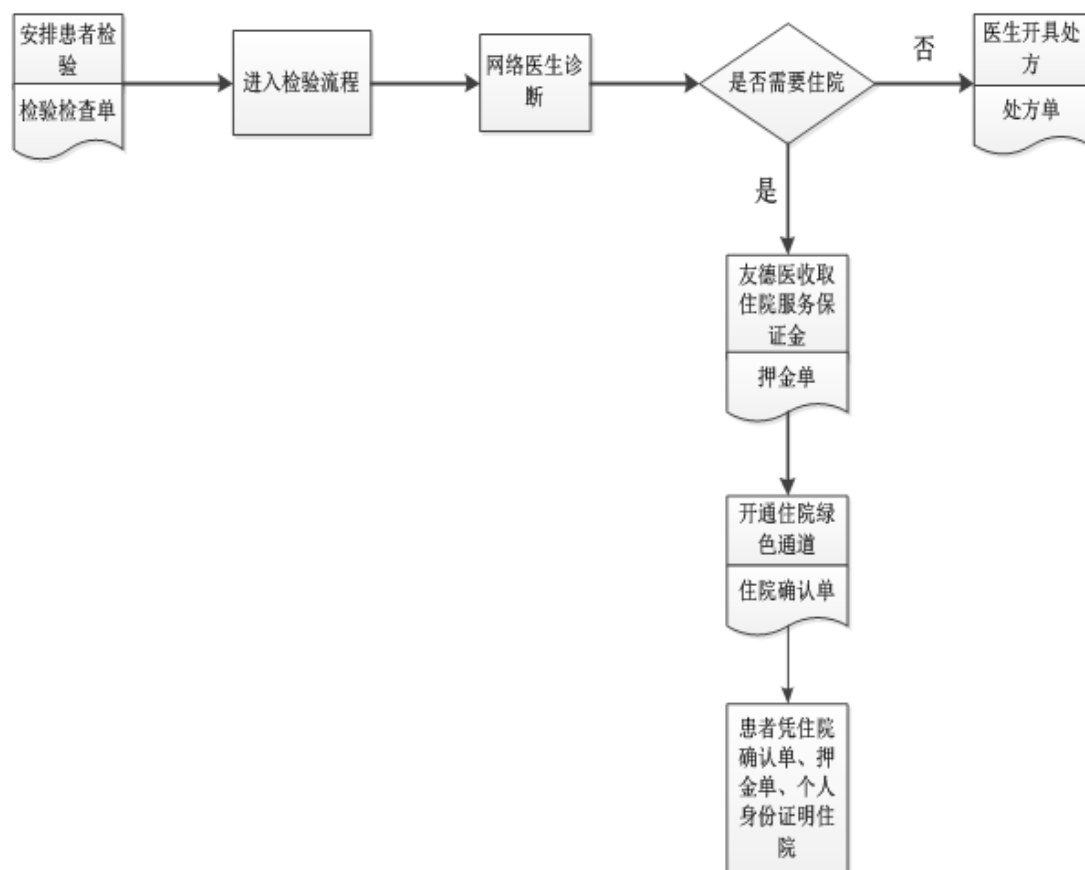 安排患者检
验
检验检查单
进入检验流程
网络医生诊
断
是否需要住院
否
医生开具处
方
处方单
是
友德医收取
住院服务保
证金
押金单
开通住院绿
色通道
住院确认单
患者凭住院
确认单、押
金单、个人
身份证明住
院